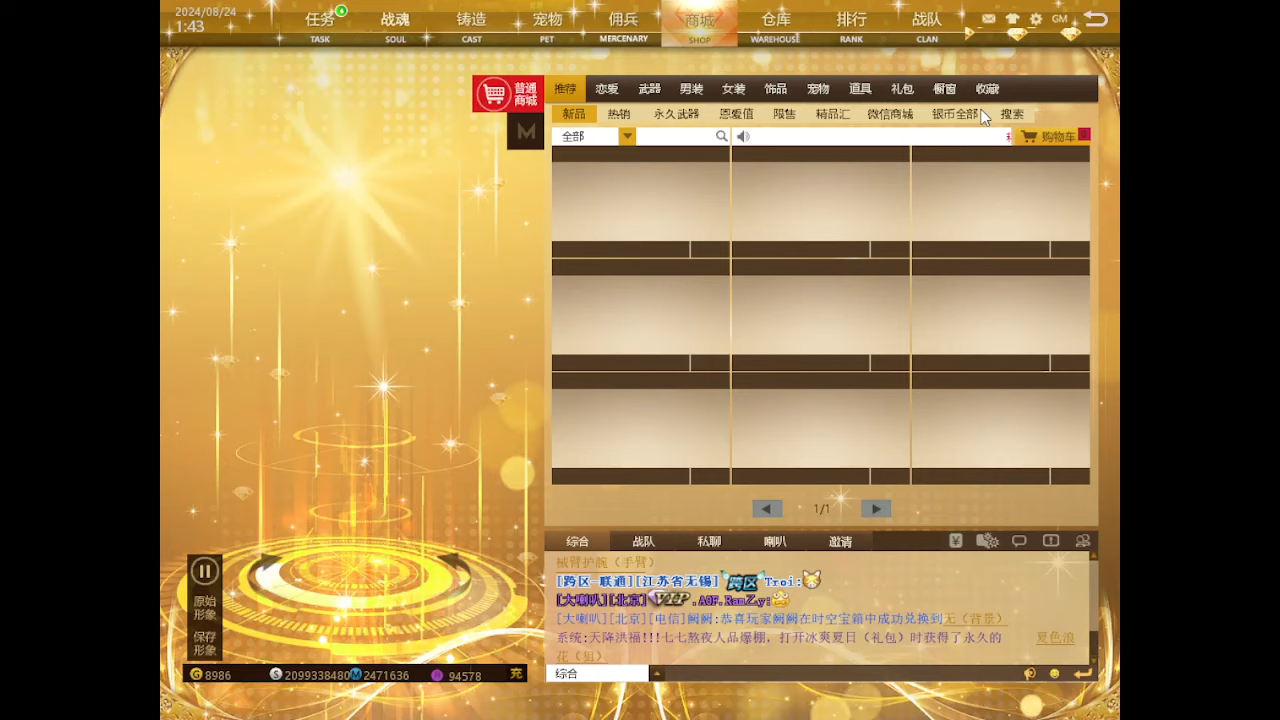 2024/08/24
1:43
任务 战魂 铸造 宠物 佣兵 商城 仓库 排行 战队 GM
TASK SOUL CAST PET MERCENARY SHOP WAREHOUSE RANK CLAN
普通
商城
M
推荐 恋爱 武器 男装 女装 饰品 宠物 道具 礼包 橱窗 收藏
新品 热销 永久武器 恩爱值 限售 精品汇 微信商城 银币全部 搜索
全部 购物车
1/1
综合 战队 私聊 喇叭 邀请
械臂护腕（手臂）
[跨区—联通][江苏省无锡] 跨区 Troi:
[大喇叭][北京] VIP
[大喇叭][北京][电信]阙阙:恭喜玩家阙阙在时空宝箱中成功兑换到无（背景）
系统:天降洪福!!!七七熬夜人品爆棚，打开冰爽夏日（礼包）时获得了永久的 夏色浪
花（狙）
综合
原始
形象
保存
形象
G 8986 S 2099338480 M 2471636 94578 充